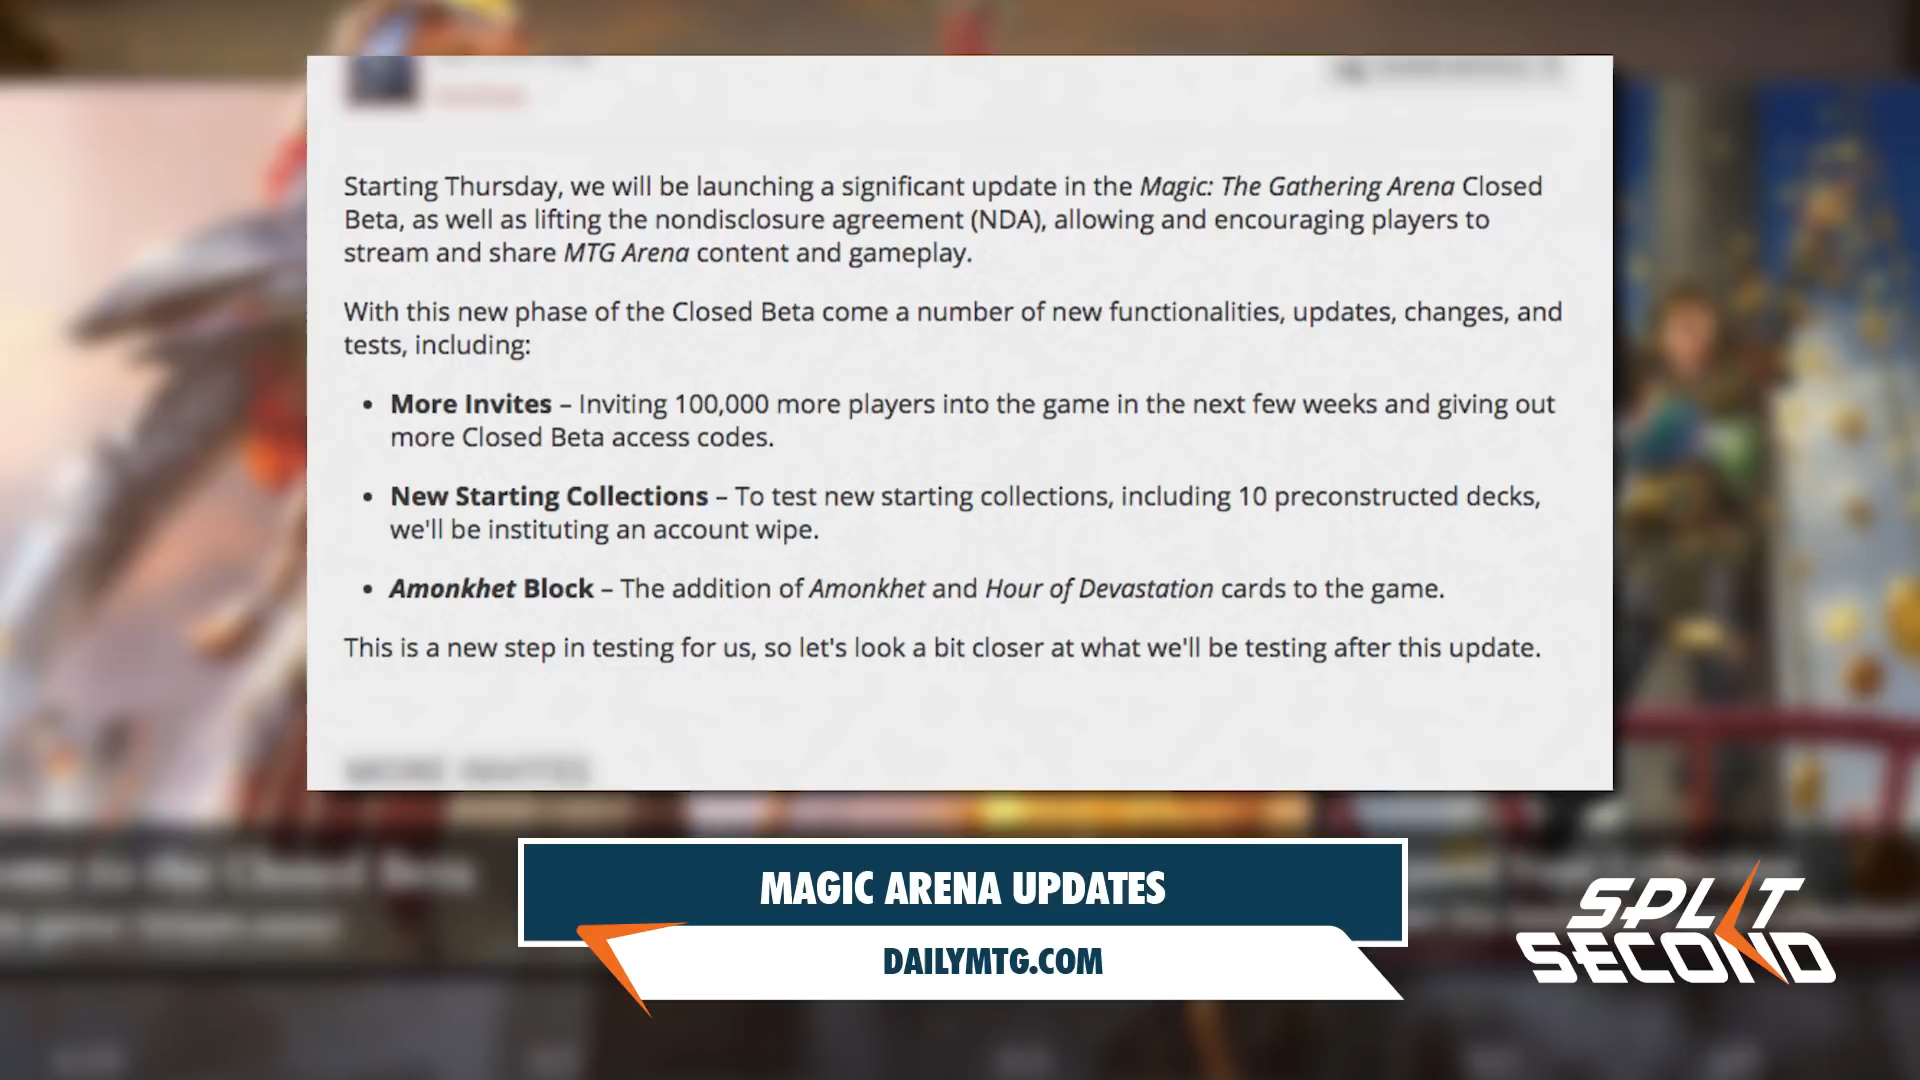 Starting Thursday, we will be launching a significant update in the Magic: The Gathering Arena Closed
Beta, as well as lifting the nondisclosure agreement (NDA), allowing and encouraging players to
stream and share MTG Arena content and gameplay.
With this new phase of the Closed Beta come a number of new functionalities, updates, changes, and
tests, including:
• More Invites – Inviting 100,000 more players into the game in the next few weeks and giving out
more Closed Beta access codes.
• New Starting Collections – To test new starting collections, including 10 preconstructed decks,
we'll be instituting an account wipe.
• Amonkhet Block – The addition of Amonkhet and Hour of Devastation cards to the game.
This is a new step in testing for us, so let's look a bit closer at what we'll be testing after this update.
MORE INVITES
MAGIC ARENA UPDATES
DAILYMTG.COM
SPLIT
SECOND